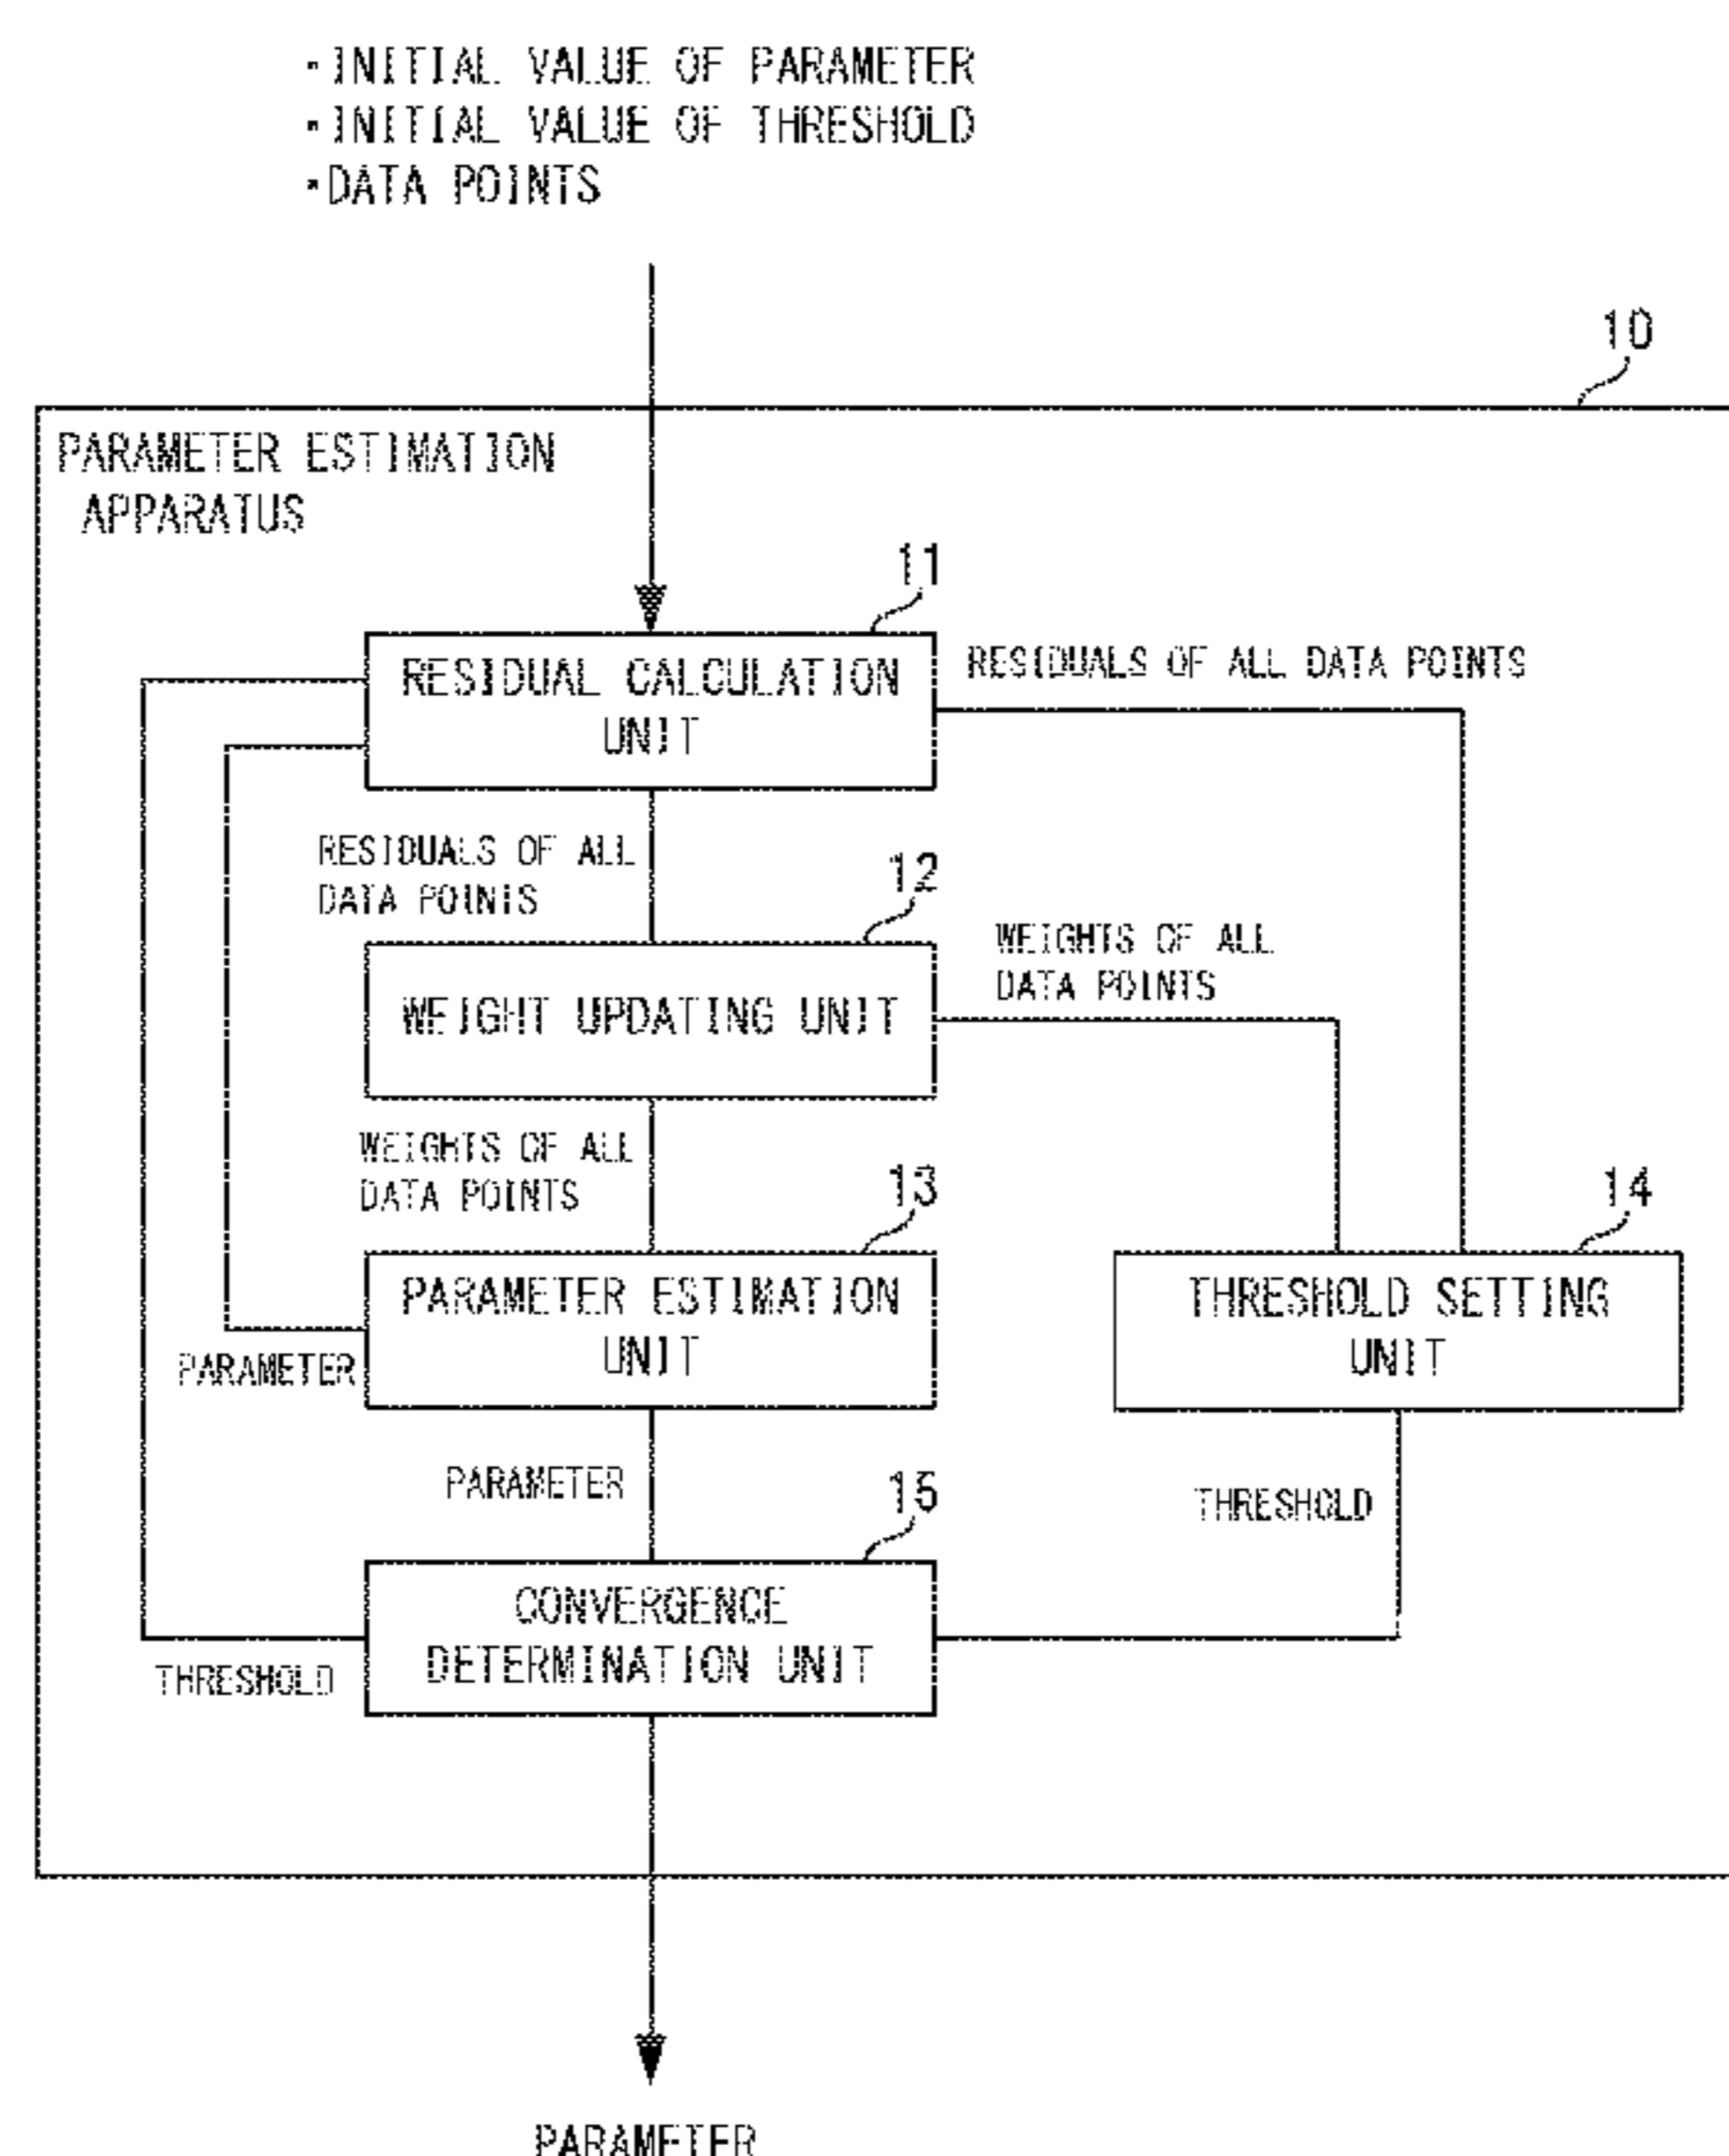 ・INITIAL VALUE OF PARAMETER
・INITIAL VALUE OF THRESHOLD
・DATA POINTS
10
PARAMETER ESTIMATION
APPARATUS
11
RESIDUAL CALCULATION
UNIT
RESIDUALS OF ALL DATA POINTS
RESIDUALS OF ALL
DATA POINTS
12
WEIGHT UPDATING UNIT
WEIGHTS OF ALL
DATA POINTS
WEIGHTS OF ALL
DATA POINTS
13
PARAMETER ESTIMATION
UNIT
14
THRESHOLD SETTING
UNIT
PARAMETER
PARAMETER
THRESHOLD
15
CONVERGENCE
DETERMINATION UNIT
THRESHOLD
PARAMETER